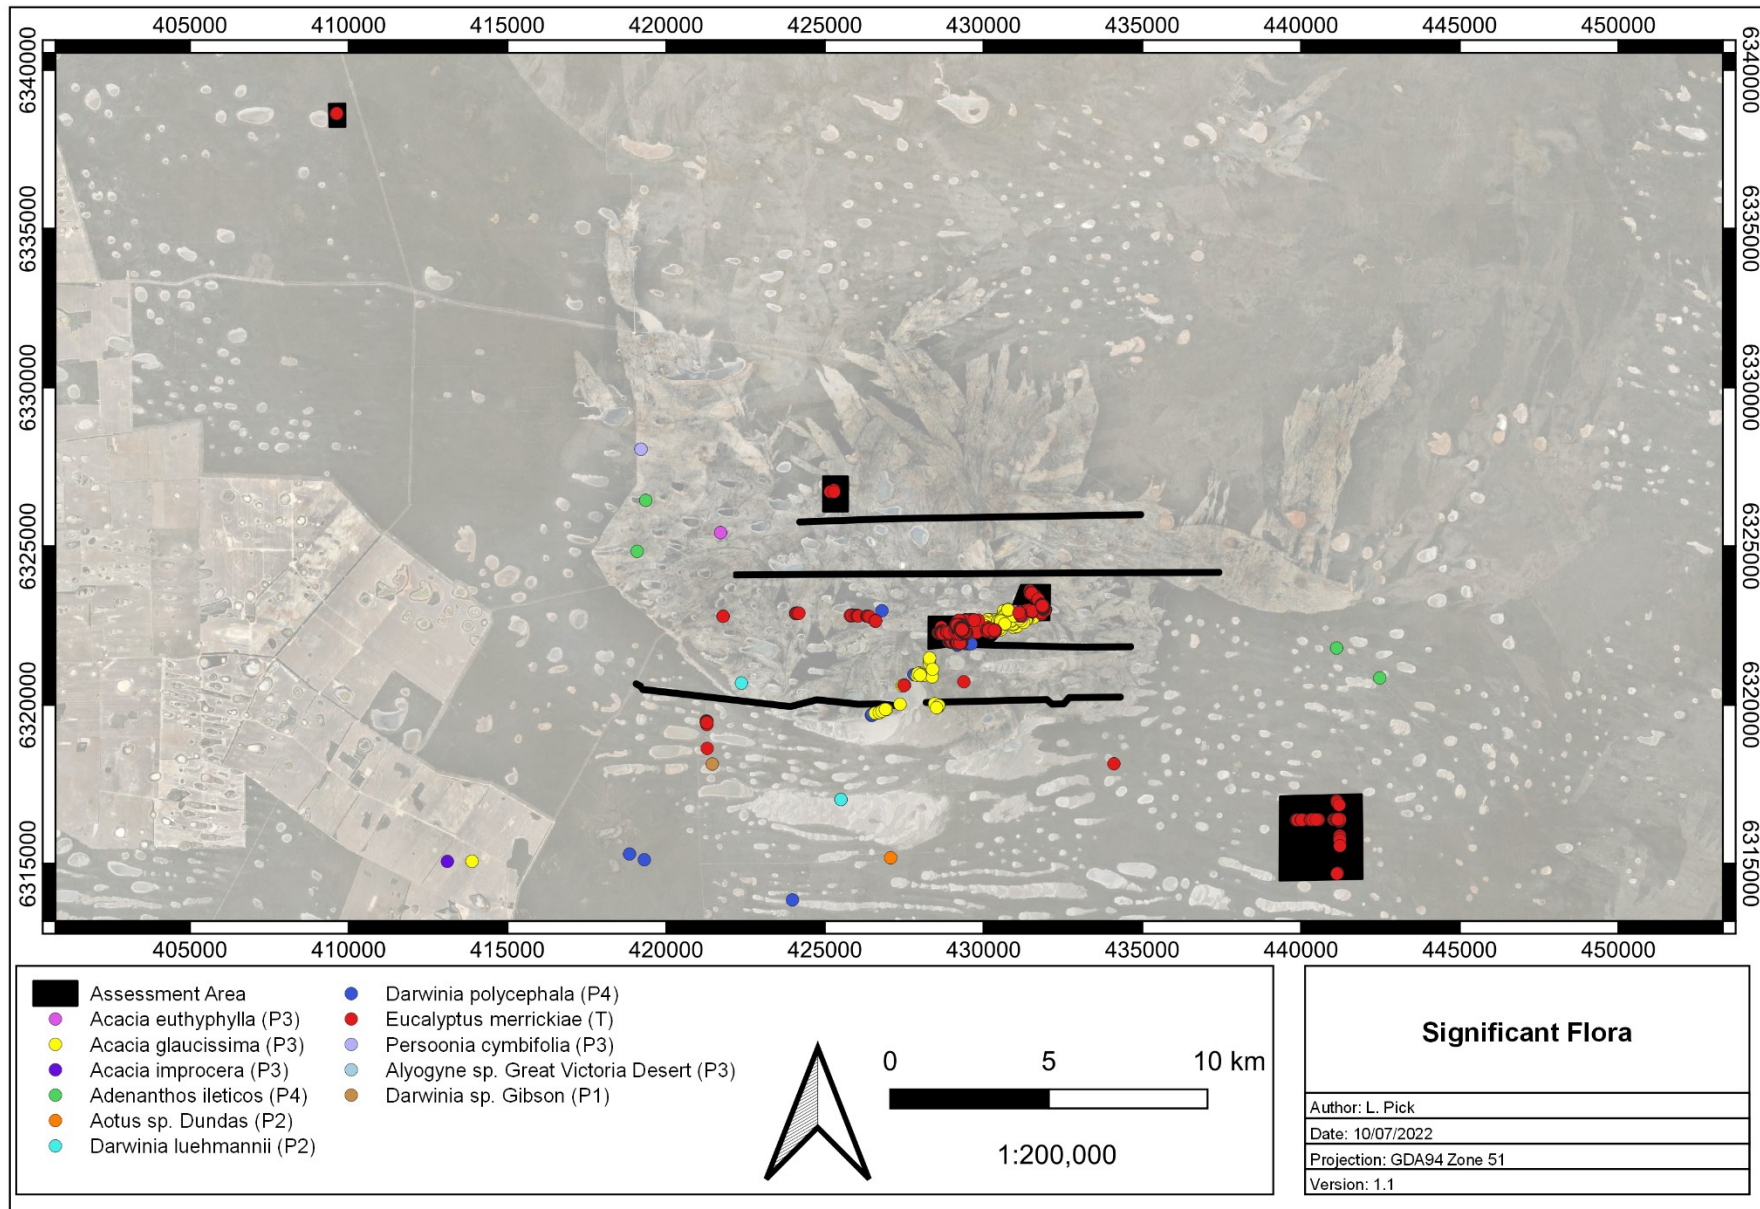 405000 410000 415000 420000 425000 430000 435000 440000 445000 450000
6340000 6340000
6335000 6335000
6330000 6330000
6325000 6325000
6320000 6320000
6315000 6315000
405000 410000 415000 420000 425000 430000 435000 440000 445000 450000
Assessment Area
Acacia euthyphylla (P3)
Acacia glaucissima (P3)
Acacia improcera (P3)
Adenanthos ileticos (P4)
Aotus sp. Dundas (P2)
Darwinia luehmannii (P2)
Darwinia polycephala (P4)
Eucalyptus merrickiae (T)
Persoonia cymbifolia (P3)
Alyogyne sp. Great Victoria Desert (P3)
Darwinia sp. Gibson (P1)
0 5 10 km
1:200,000
Significant Flora
Author: L. Pick
Date: 10/07/2022
Projection: GDA94 Zone 51
Version: 1.1